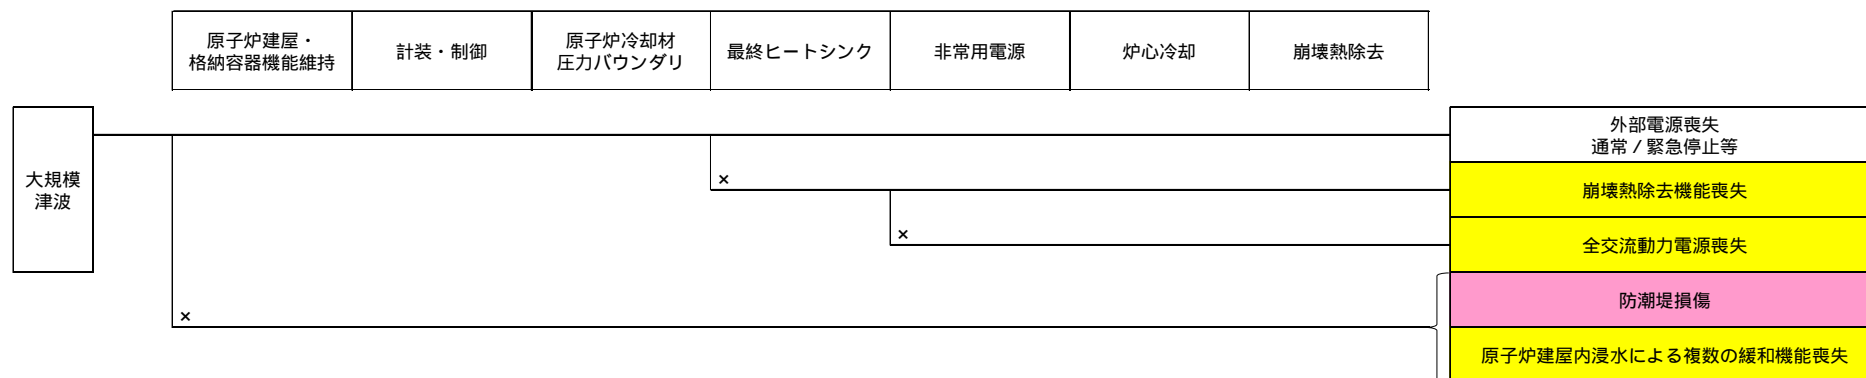 原子炉建屋・
格納容器機能維持
計装・制御
原子炉冷却材
圧力バウンダリ
最終ヒートシンク
非常用電源
炉心冷却
崩壊熱除去
大規模
津波
外部電源喪失
通常／緊急停止等
×
崩壊熱除去機能喪失
×
全交流動力電源喪失
防潮堤損傷
×
原子炉建屋内浸水による複数の緩和機能喪失